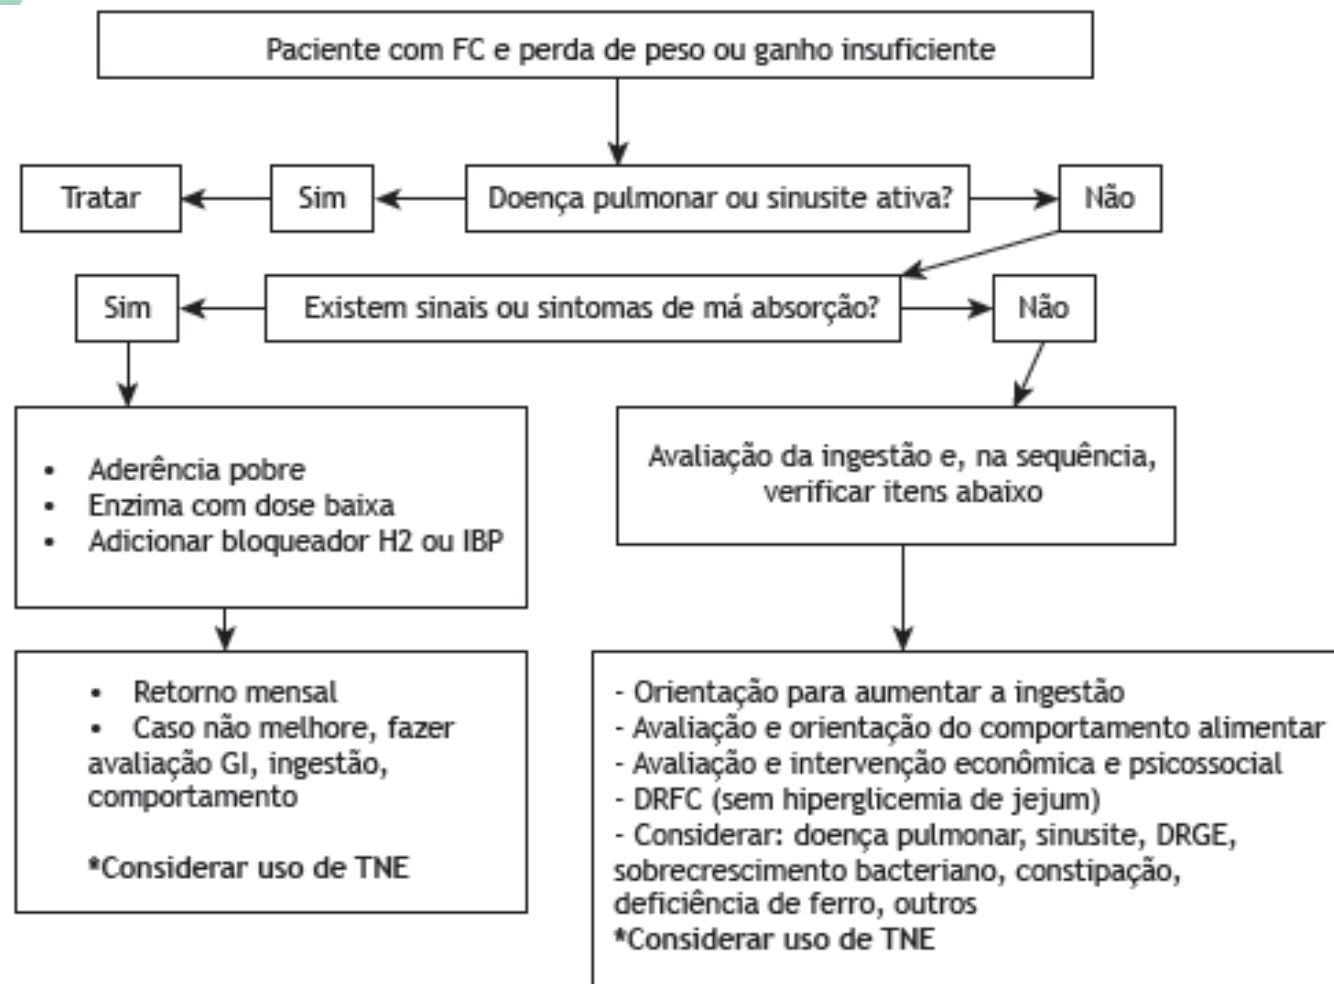 Paciente com FC e perda de peso ou ganho insuficiente
Tratar
Sim
Doença pulmonar ou sinusite ativa?
Não
Sim
Existem sinais ou sintomas de má absorção?
Não
• Aderência pobre
• Enzima com dose baixa
• Adicionar bloqueador H2 ou IBP
Avaliação da ingestão e, na sequência,
verificar itens abaixo
• Retorno mensal
• Caso não melhore, fazer
avaliação GI, ingestão,
comportamento
*Considerar uso de TNE
- Orientação para aumentar a ingestão
- Avaliação e orientação do comportamento alimentar
- Avaliação e intervenção econômica e psicossocial
- DRFC (sem hiperglicemia de jejum)
- Considerar: doença pulmonar, sinusite, DRGE,
sobrecrescimento bacteriano, constipação,
deficiência de ferro, outros
*Considerar uso de TNE